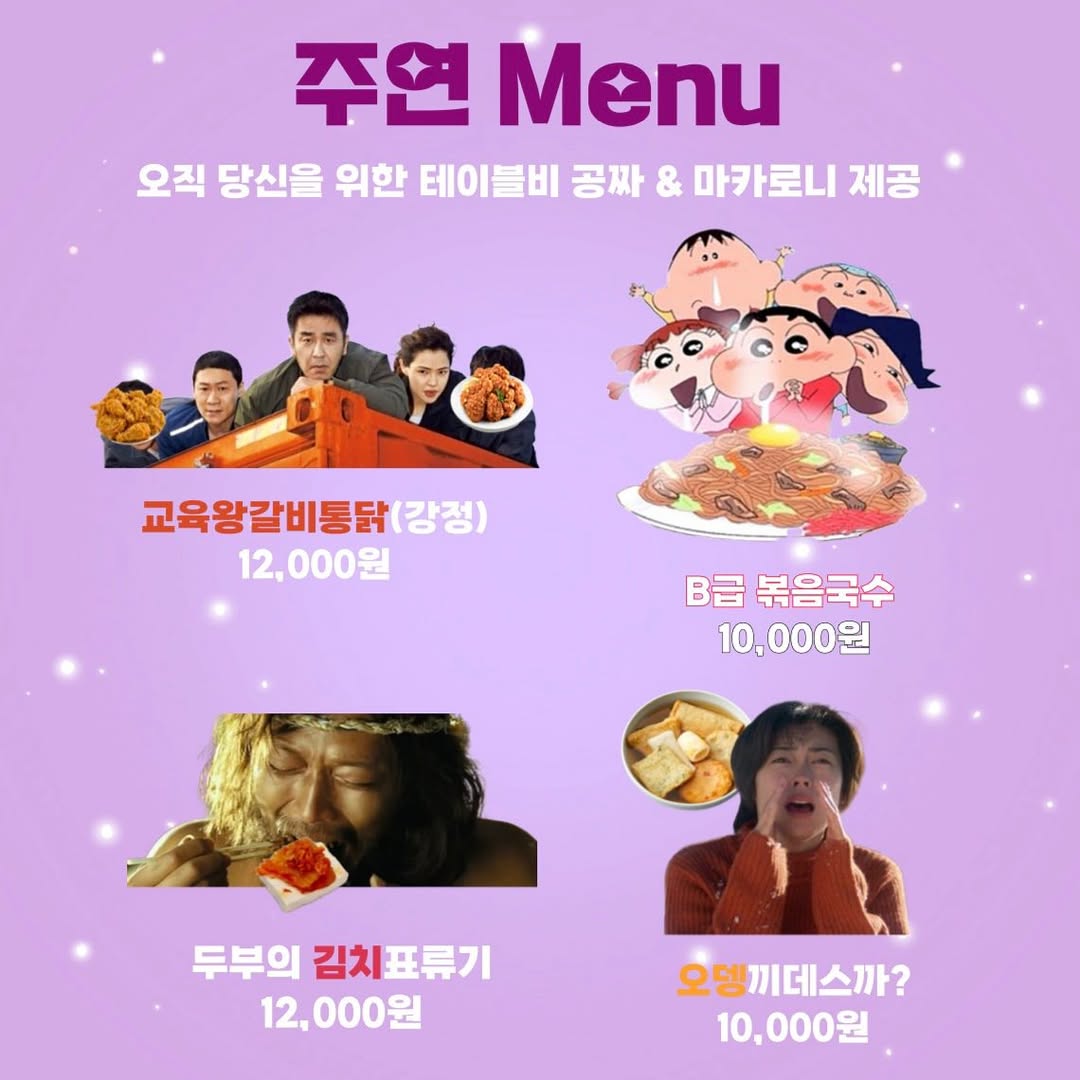 주연 Menu
오직 당신을 위한 테이블비 공짜 & 마카로니 제공
교육왕갈비통닭(강정)
12,000원
B급 볶음국수
10,000원
두부의 김치표류기
12,000원
오뎅끼데스까?
10,000원